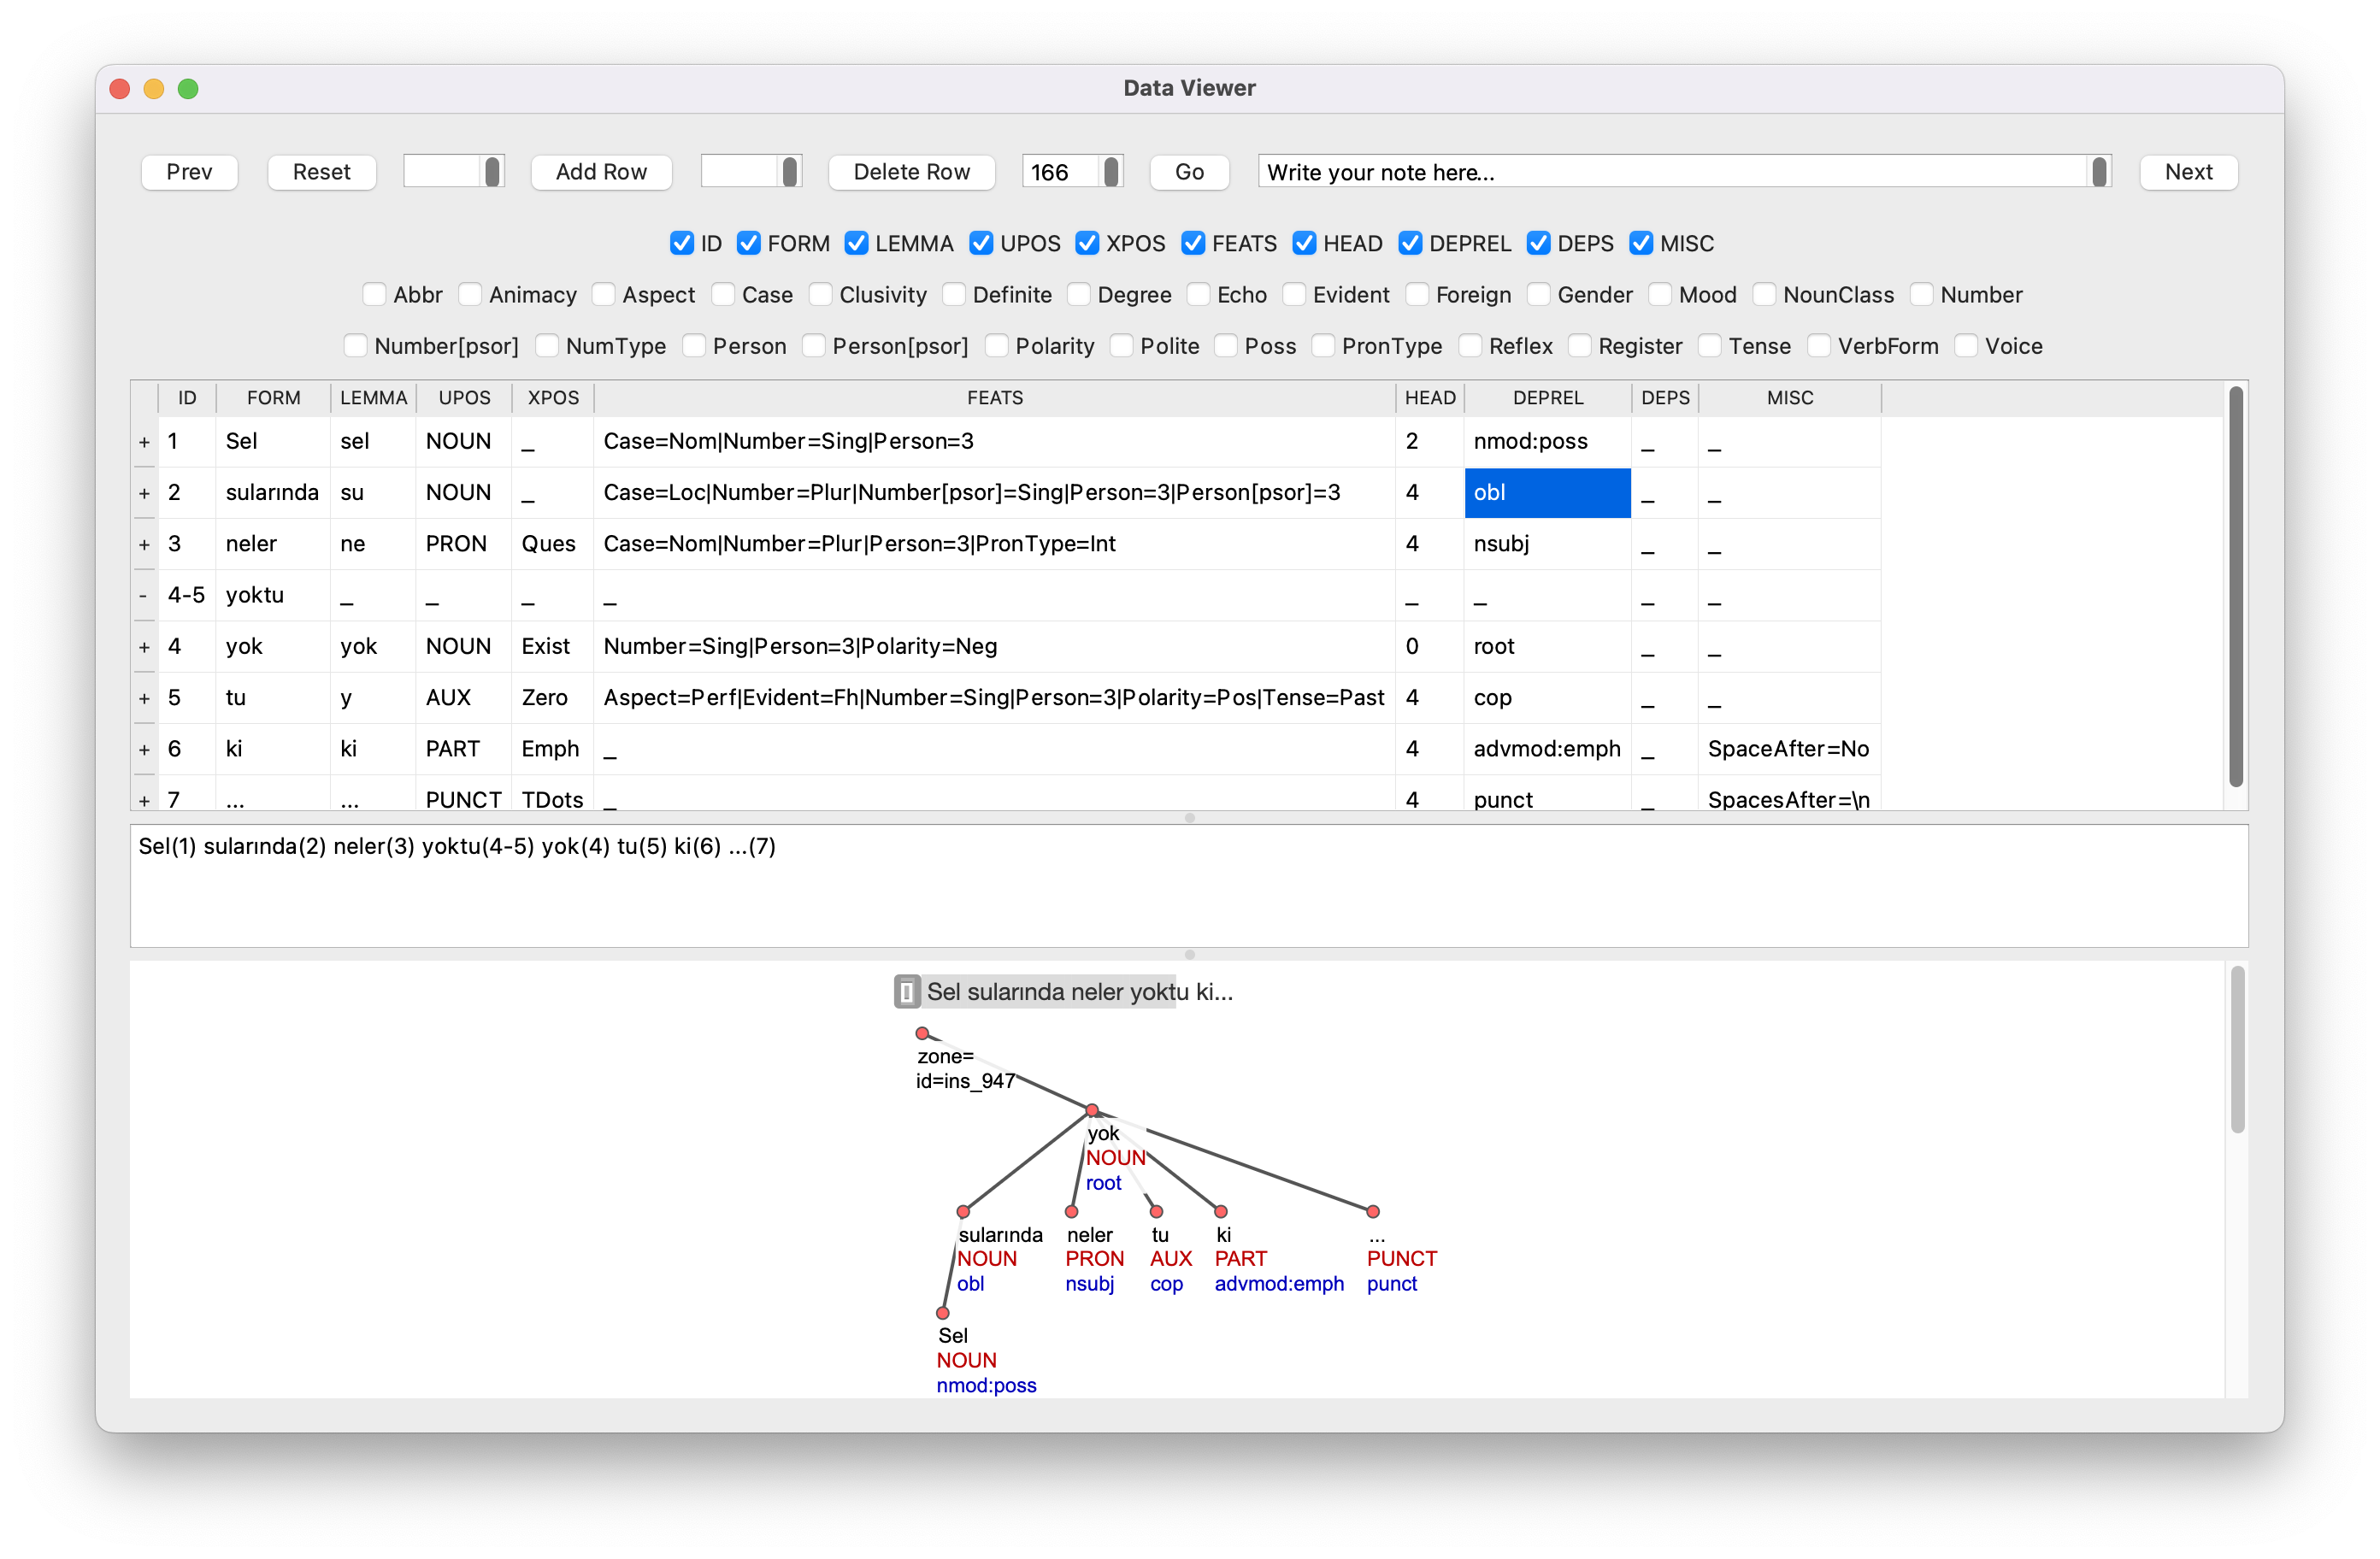 Data Viewer
Prev Reset Add Row Delete Row 166 Go Write your note here... Next
ID FORM LEMMA UPOS XPOS FEATS HEAD DEPREL DEPS MISC
Abbr Animacy Aspect Case Clusivity Definite Degree Echo Evident Foreign Gender Mood NounClass Number
Number[psor] NumType Person Person[psor] Polarity Polite Poss PronType Reflex Register Tense VerbForm Voice
ID FORM LEMMA UPOS XPOS FEATS HEAD DEPREL DEPS MISC
+ 1 Sel sel NOUN _ Case=Nom|Number=Sing|Person=3 2 nmod:poss _ _
+ 2 sularında su NOUN _ Case=Loc|Number=Plur|Number[psor]=Sing|Person=3|Person[psor]=3 4 obl _ _
+ 3 neler ne PRON Ques Case=Nom|Number=Plur|Person=3|PronType=Int 4 nsubj _ _
- 4-5 yoktu _ _ _ _ _ _ _ _
+ 4 yok yok NOUN Exist Number=Sing|Person=3|Polarity=Neg 0 root _ _
+ 5 tu y AUX Zero Aspect=Perf|Evident=Fh|Number=Sing|Person=3|Polarity=Pos|Tense=Past 4 cop _ _
+ 6 ki ki PART Emph _ 4 advmod:emph _ SpaceAfter=No
+ 7 ... ... PUNCT TDots _ 4 punct _ SpacesAfter=\n
Sel(1) sularında(2) neler(3) yoktu(4-5) yok(4) tu(5) ki(6) ...(7)
Sel sularında neler yoktu ki...
zone=
id=ins_947
yok
NOUN
root
sularında neler tu ki ...
NOUN PRON AUX PART PUNCT
obl nsubj cop advmod:emph punct
Sel
NOUN
nmod:poss